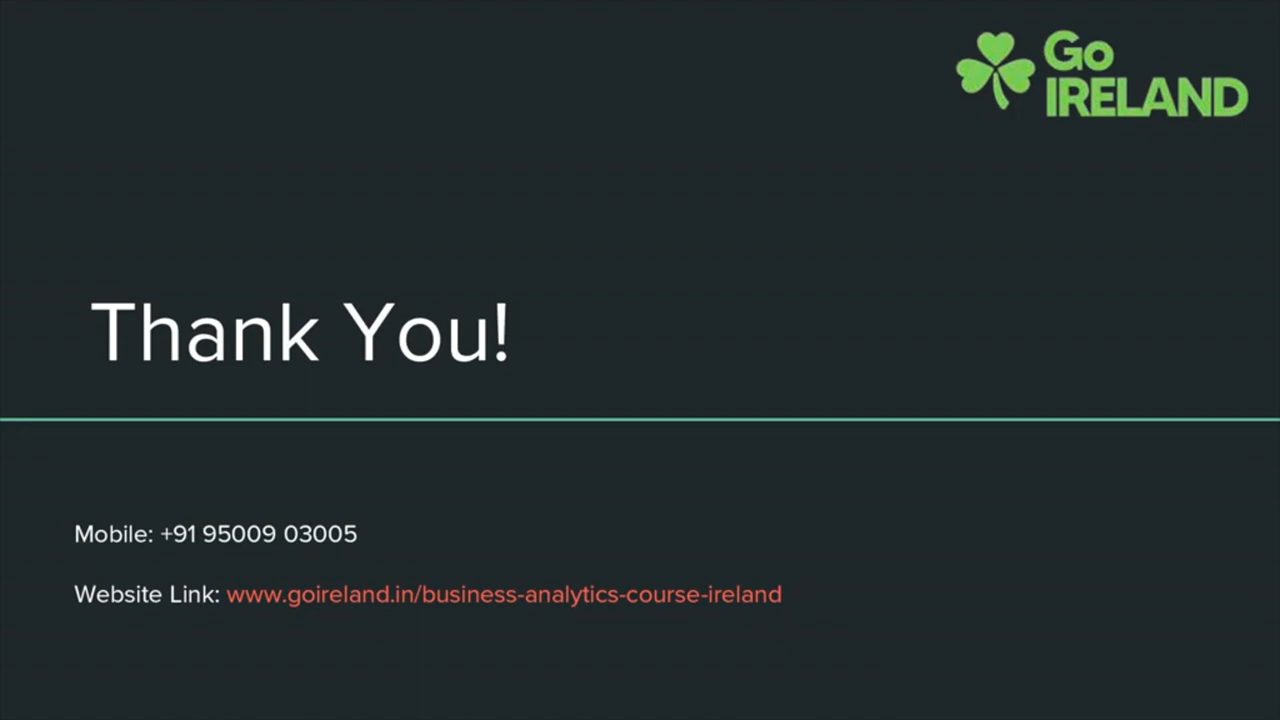 Go
IRELAND
Thank You!
Mobile: +91 95009 03005
Website Link: www.goireland.in/business-analytics-course-ireland